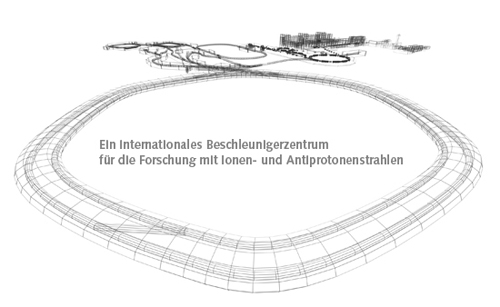 Ein Internationales Beschleunigerzentrum
für die Forschung mit Ionen- und Antiprotonenstrahlen